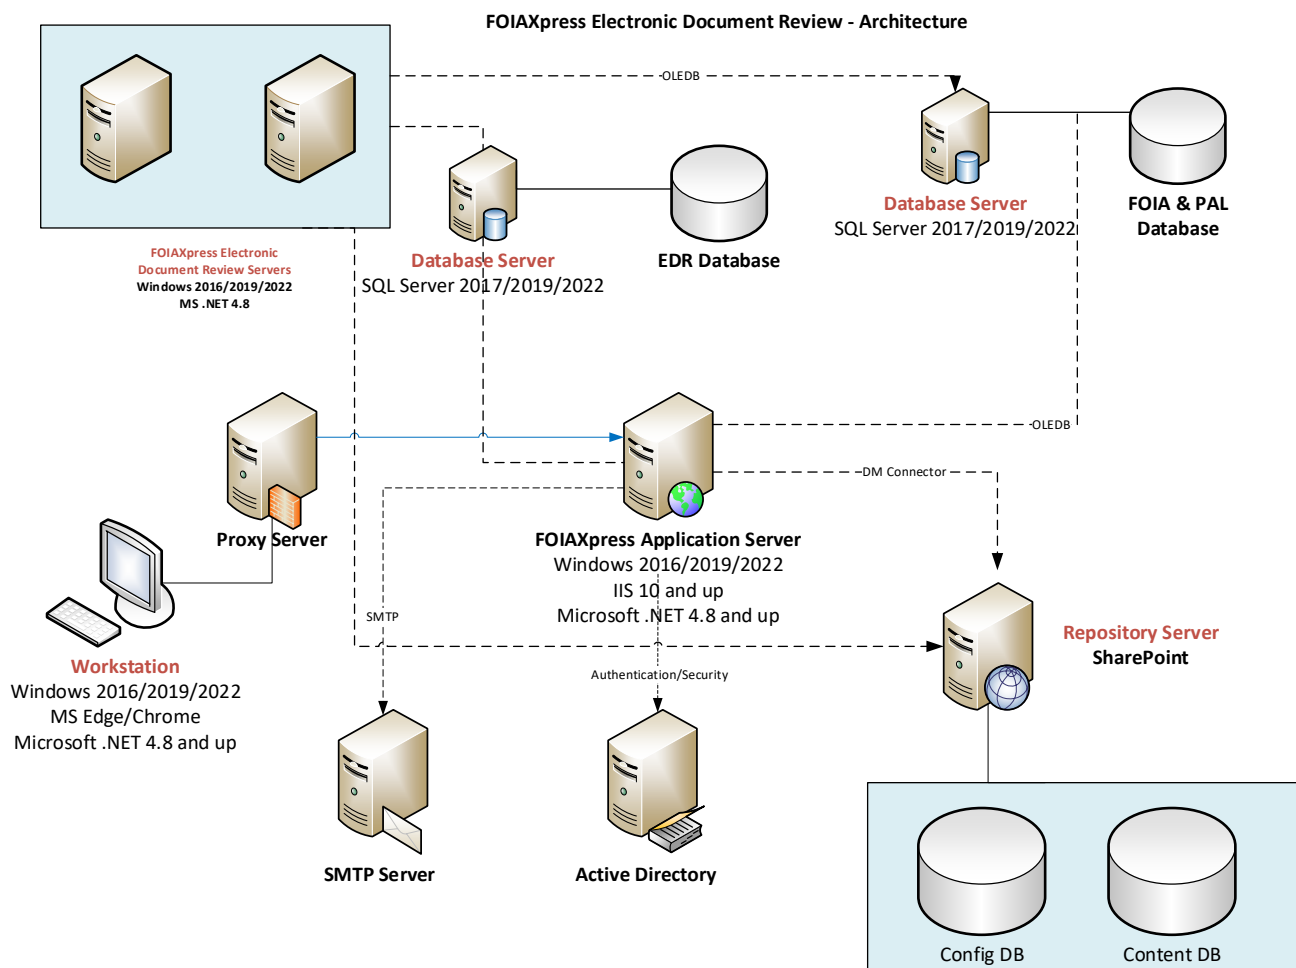 FOIAXpress Electronic Document Review - Architecture
OLEDB
Database Server
SQL Server 2017/2019/2022
FOIA & PAL
Database
FOIAXpress Electronic
Document Review Servers
Windows 2016/2019/2022
MS .NET 4.8
Database Server
SQL Server 2017/2019/2022
EDR Database
OLEDB
DM Connector
Proxy Server
FOIAXpress Application Server
Windows 2016/2019/2022
IIS 10 and up
Microsoft .NET 4.8 and up
SMTP
Authentication/Security
Repository Server
SharePoint
Workstation
Windows 2016/2019/2022
MS Edge/Chrome
Microsoft .NET 4.8 and up
SMTP Server
Active Directory
Config DB
Content DB